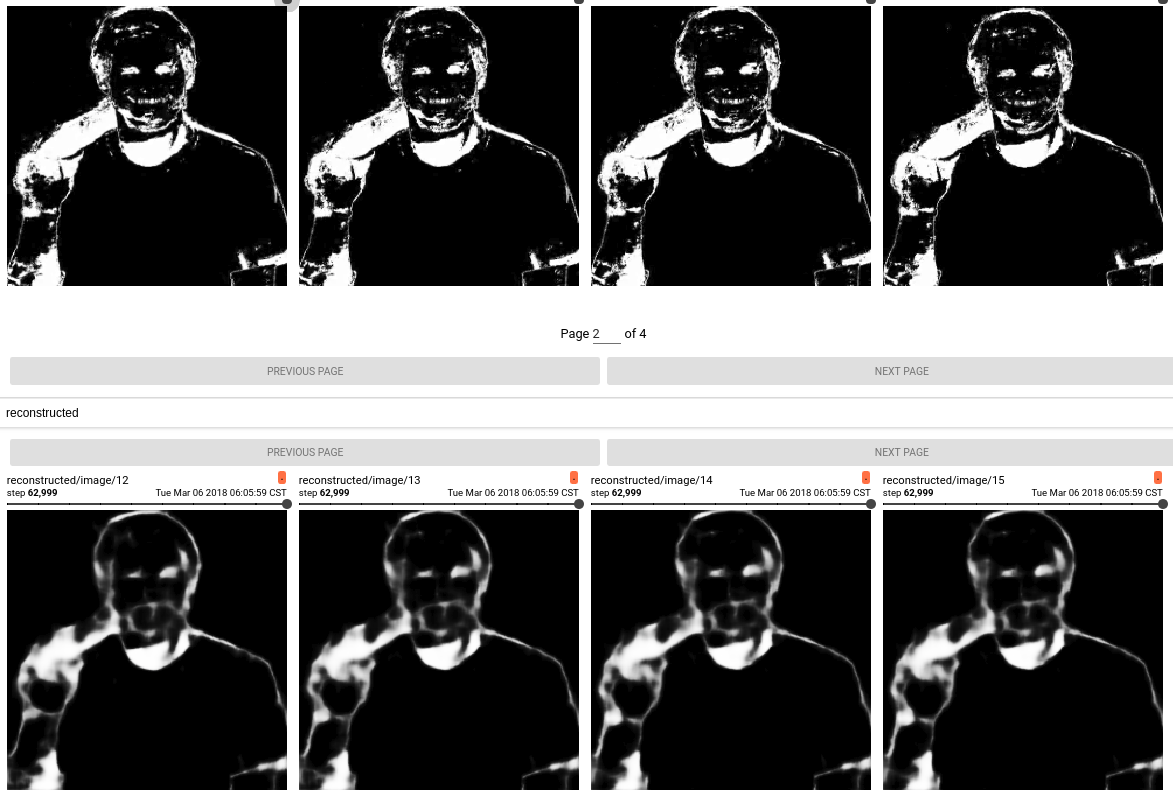 Page 2 of 4
PREVIOUS PAGE NEXT PAGE
reconstructed
PREVIOUS PAGE NEXT PAGE
reconstructed/image/12 reconstructed/image/13 reconstructed/image/14 reconstructed/image/15
step 62,999 Tue Mar 06 2018 06:05:59 CST step 62,999 Tue Mar 06 2018 06:05:59 CST step 62,999 Tue Mar 06 2018 06:05:59 CST step 62,999 Tue Mar 06 2018 06:05:59 CST